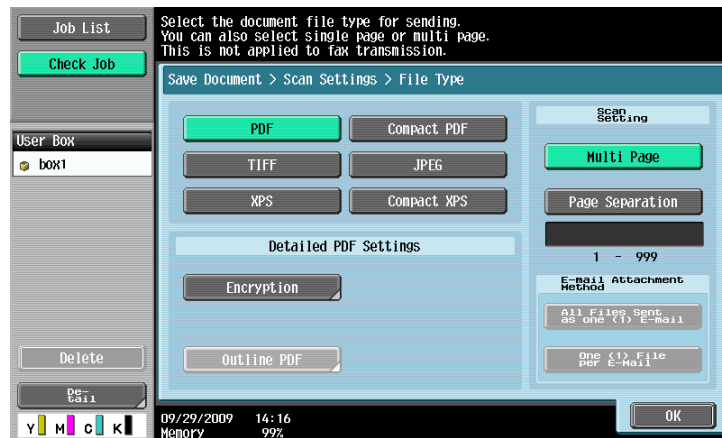 Job List
Check Job
User Box
box1
Delete
De-
tail
Y M C K
Select the document file type for sending.
You can also select single page or multi page.
This is not applied to fax transmission.
Save Document > Scan Settings > File Type
PDF
Compact PDF
TIFF
JPEG
XPS
Compact XPS
Detailed PDF Settings
Encryption
Outline PDF
Scan
Setting
Multi Page
Page Separation
1 - 999
E-mail Attachment
Method
All Files Sent
as one (1) E-mail
One (1) File
per E-Mail
09/29/2009 14:16
Memory 99%
OK